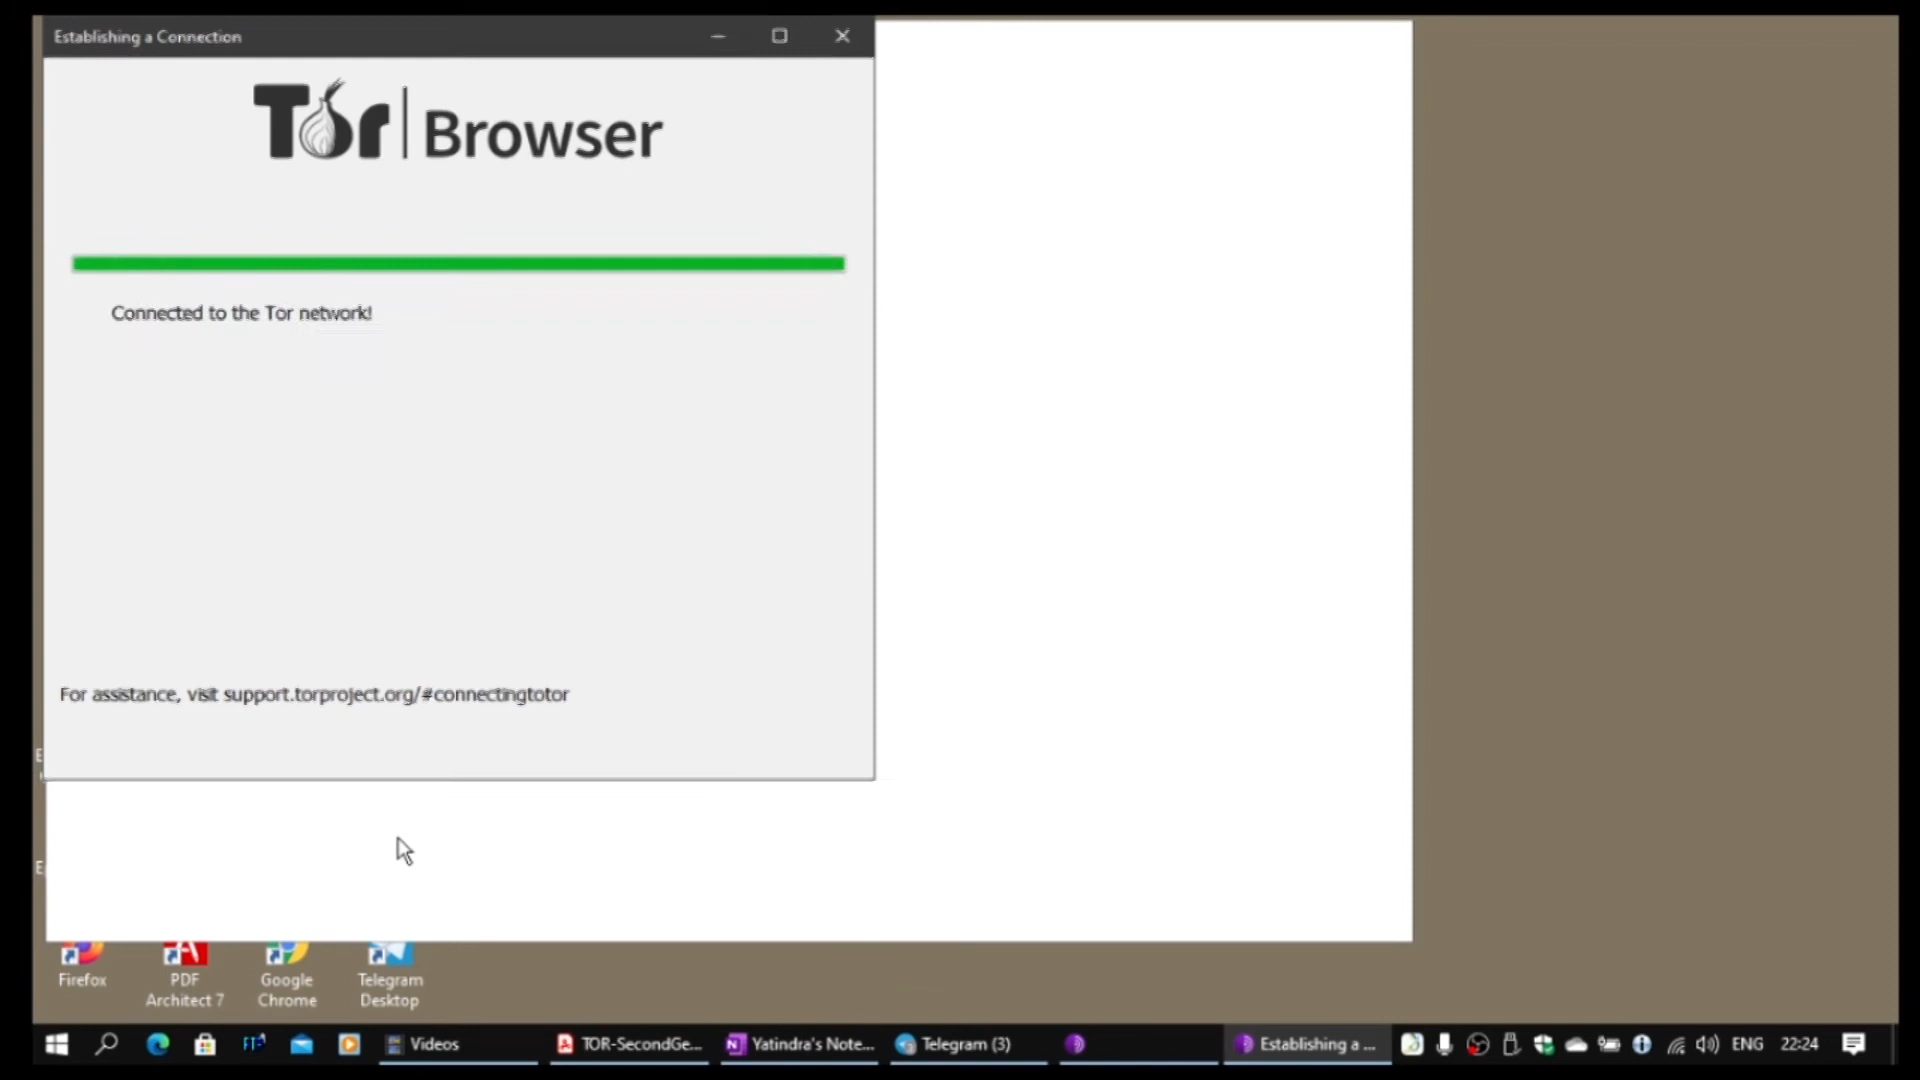 Establishing a Connection
Tor Browser
Connected to the Tor network!
For assistance, visit support.torproject.org/#connectingtotor
E
E
Firefox
PDF
Architect 7
Google
Chrome
Telegram
Desktop
Videos
TOR-SecondGe...
Yatindra's Note...
Telegram (3)
Establishing a ...
ENG
22:24